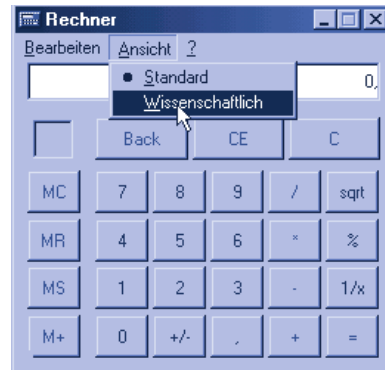 Rechner
Bearbeiten Ansicht ?
Standard
Wissenschaftlich
0,
Back CE C
MC 7 8 9 / sqrt
MR 4 5 6 * %
MS 1 2 3 - 1/x
M+ 0 +/- , + =